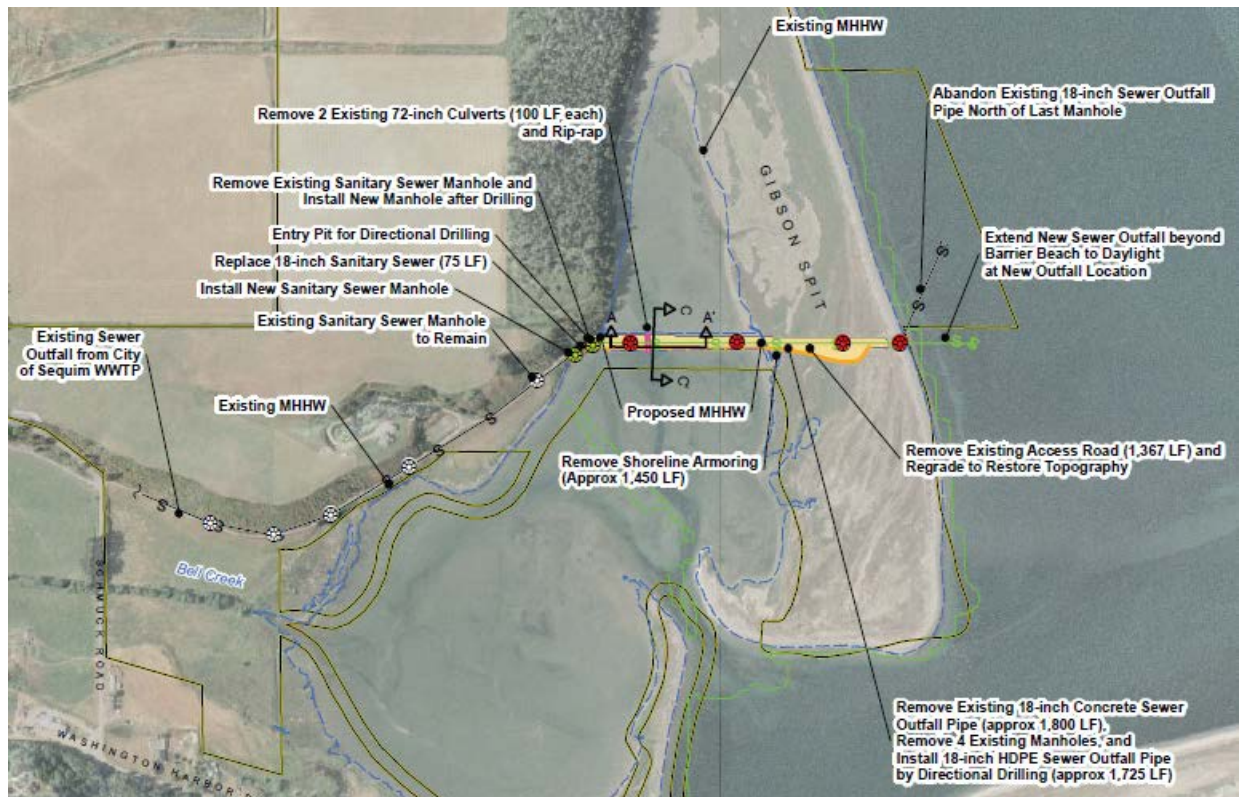 Existing MHHW
Abandon Existing 18-inch Sewer Outfall
Pipe North of Last Manhole
Remove 2 Existing 72-inch Culverts (100 LF each)
and Rip-rap
Remove Existing Sanitary Sewer Manhole and
Install New Manhole after Drilling
Entry Pit for Directional Drilling
Replace 18-inch Sanitary Sewer (75 LF)
Install New Sanitary Sewer Manhole
Existing Sanitary Sewer Manhole
to Remain
Existing Sewer
Outfall from City
of Sequim WWTP
Existing MHHW
GIBSON SPIT
Extend New Sewer Outfall beyond
Barrier Beach to Daylight
at New Outfall Location
S
S
A
A'
C
C'
S
S
S
S
S
Proposed MHHW
Remove Shoreline Armoring
(Approx 1,450 LF)
Remove Existing Access Road (1,367 LF) and
Regrade to Restore Topography
Bell Creek
SCHMUCK ROAD
Remove Existing 18-inch Concrete Sewer
Outfall Pipe (approx 1,800 LF),
Remove 4 Existing Manholes, and
Install 18-inch HDPE Sewer Outfall Pipe
by Directional Drilling (approx 1,725 LF)
WASHINGTON HARBOR